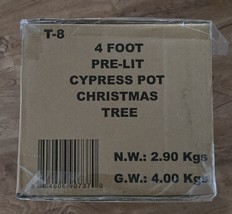 T-8
4 FOOT
PRE-LIT
CYPRESS POT
CHRISTMAS
TREE
N.W.: 2.90 Kgs
G.W.: 4.00 Kgs